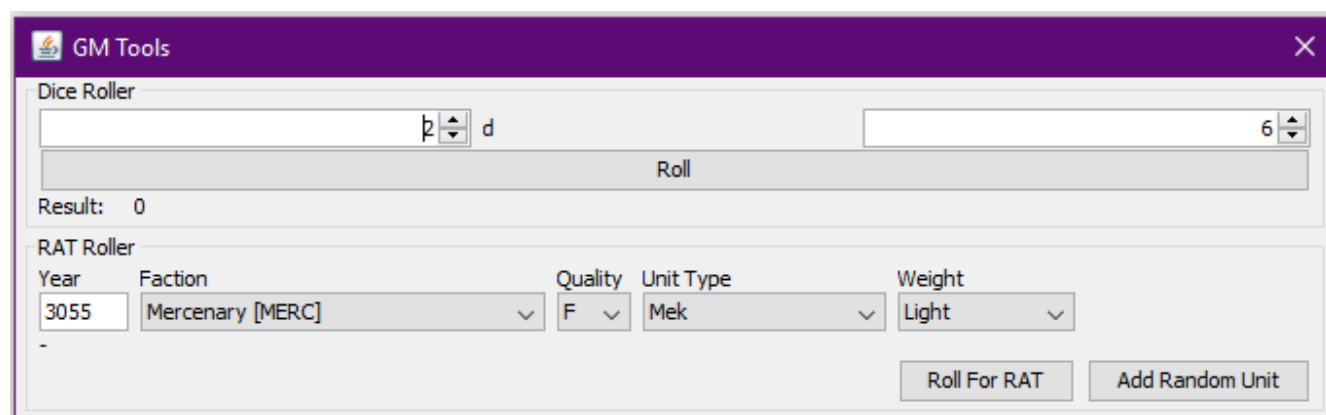 GM Tools
Dice Roller
2 d 6
Roll
Result: 0
RAT Roller
Year Faction Quality Unit Type Weight
3055 Mercenary [MERC] F Mek Light
-
Roll For RAT Add Random Unit